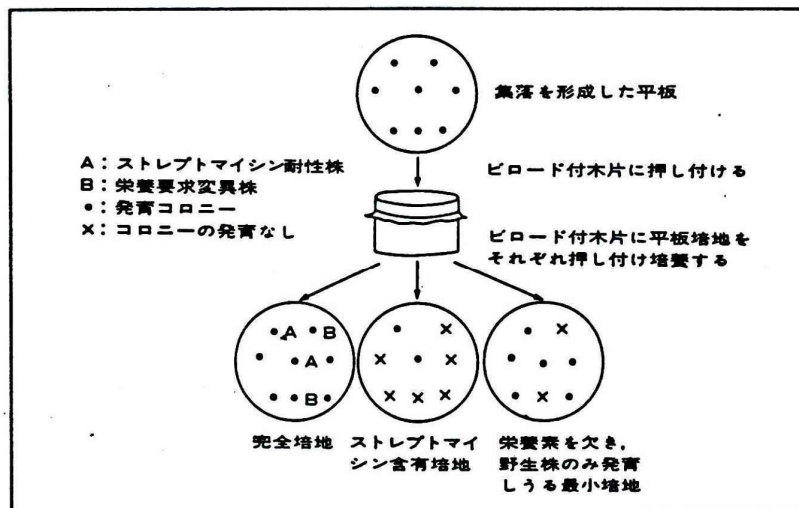 集落を形成した平板
A：ストレプトマイシン耐性株
B：栄養要求変異株
•：発育コロニー
×：コロニーの発育なし
ビロード付木片に押し付ける
ビロード付木片に平板培地を
それぞれ押し付け培養する
A B
A
B
× × × × × ×
× ×
完全培地
ストレプトマイ
シン含有培地
栄養素を欠き，
野生株のみ発育
しうる最小培地